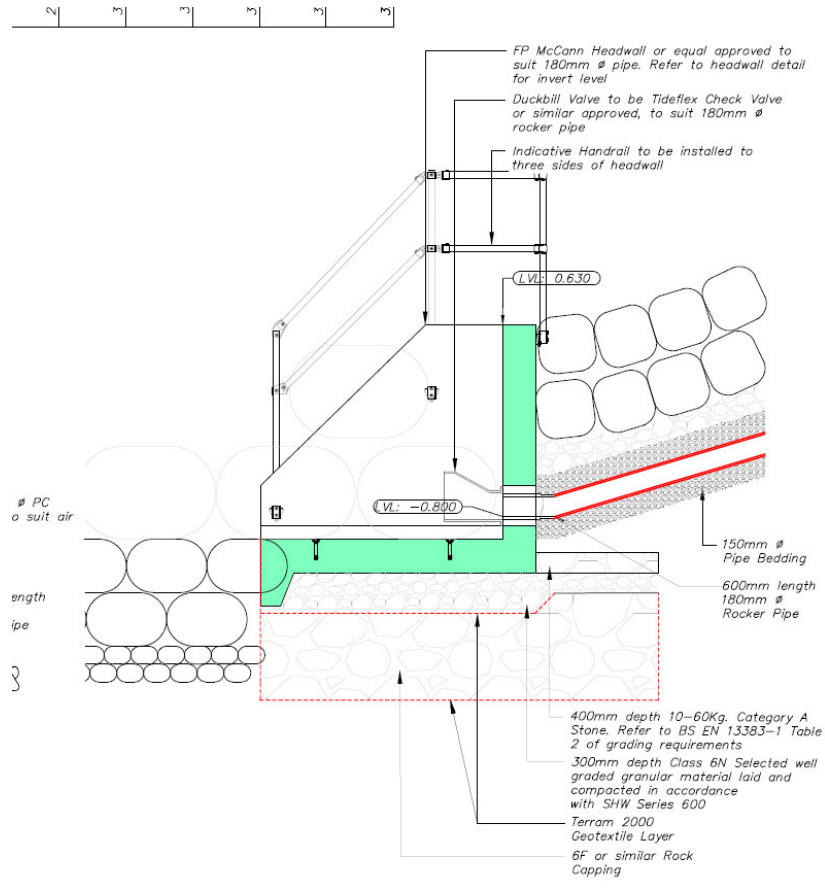 2 3 3 3 3 3
FP McCann Headwall or equal approved to
suit 180mm ø pipe. Refer to headwall detail
for invert level
Duckbill Valve to be Tideflex Check Valve
or similar approved, to suit 180mm ø
rocker pipe
Indicative Handrail to be installed to
three sides of headwall
LVL: 0.630
LVL: -0.800
ø PC
o suit air
ength
ipe
150mm ø
Pipe Bedding
600mm length
180mm ø
Rocker Pipe
400mm depth 10-60Kg. Category A
Stone. Refer to BS EN 13383-1 Table
2 of grading requirements
300mm depth Class 6N Selected well
graded granular material laid and
compacted in accordance
with SHW Series 600
Terram 2000
Geotextile Layer
6F or similar Rock
Capping